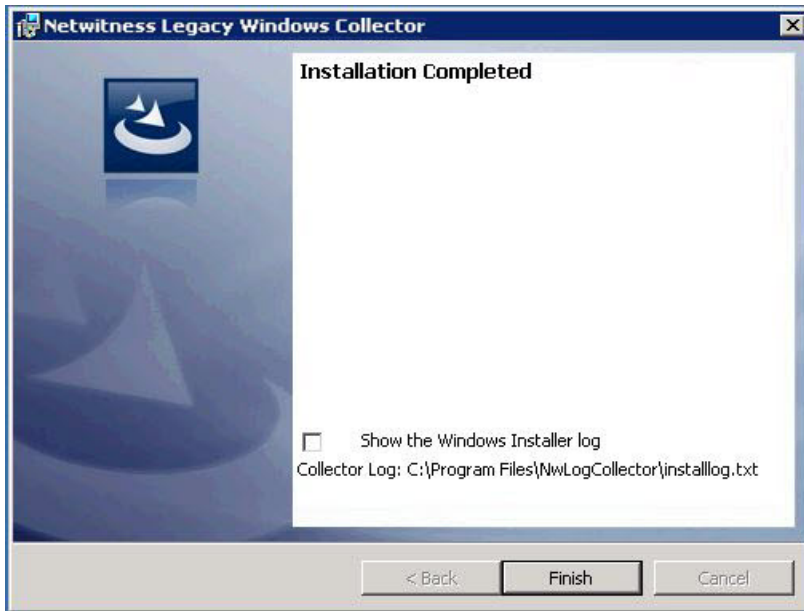 Netwitness Legacy Windows Collector
Installation Completed
Show the Windows Installer log
Collector Log: C:\Program Files\NwLogCollector\installlog.txt
< Back
Finish
Cancel